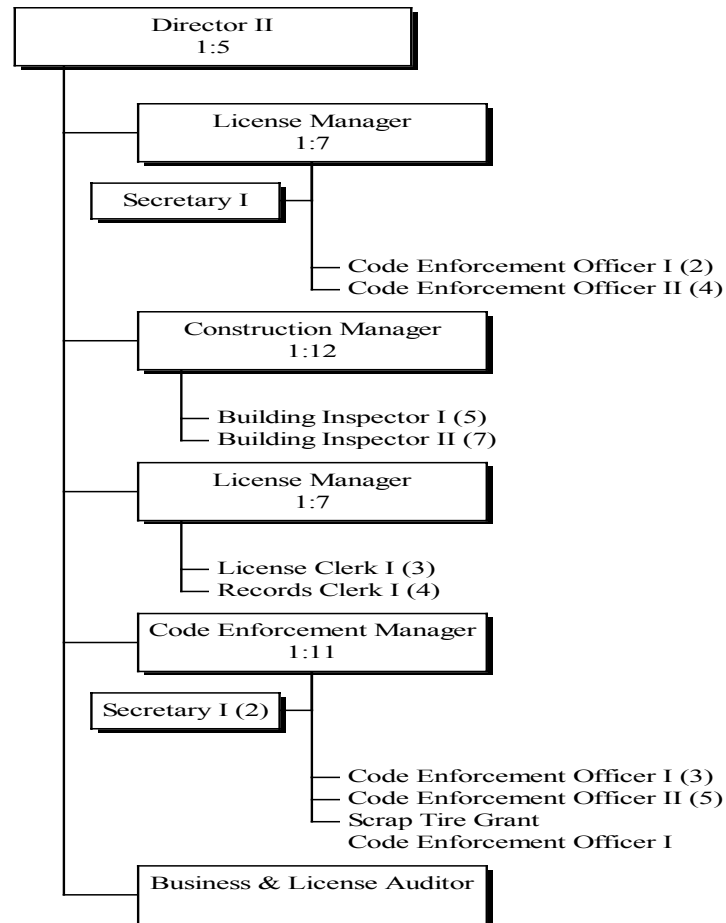 Director II
1:5
License Manager
1:7
Secretary I
Code Enforcement Officer I (2)
Code Enforcement Officer II (4)
Construction Manager
1:12
Building Inspector I (5)
Building Inspector II (7)
License Manager
1:7
License Clerk I (3)
Records Clerk I (4)
Code Enforcement Manager
1:11
Secretary I (2)
Code Enforcement Officer I (3)
Code Enforcement Officer II (5)
Scrap Tire Grant
Code Enforcement Officer I
Business & License Auditor